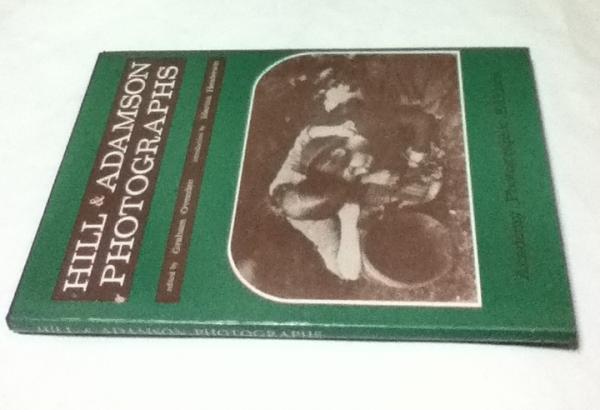 HILL & ADAMSON
PHOTOGRAPHS
edited by Graham Ovenden introduction by Marina Henderson
Academy Photographic Editions
HILL & ADAMSON PHOTOGRAPHS